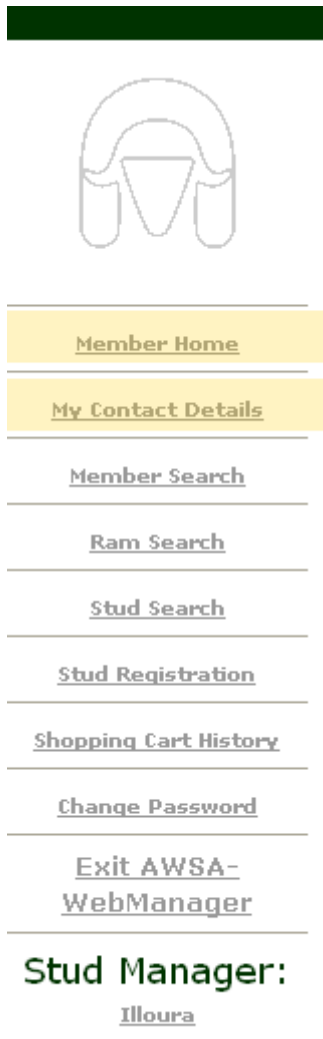 Member Home
My Contact Details
Member Search
Ram Search
Stud Search
Stud Registration
Shopping Cart History
Change Password
Exit AWSA-
WebManager
Stud Manager:
Illoura